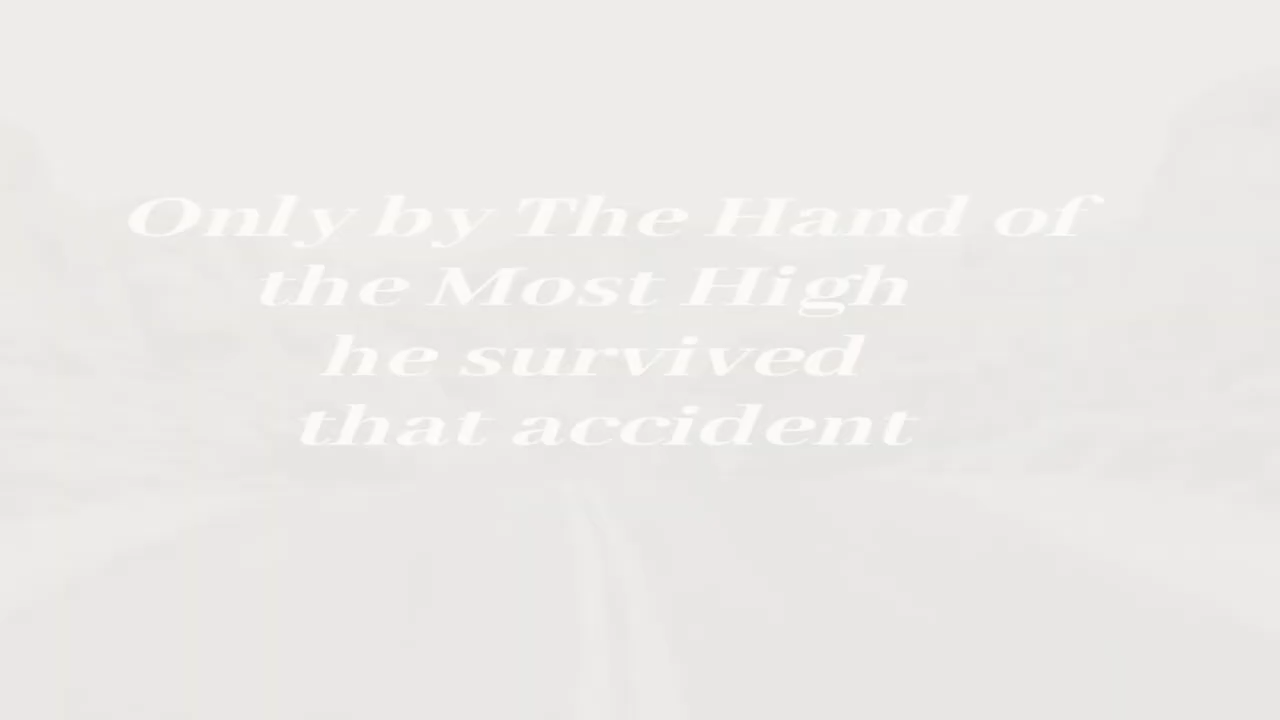 Only by The Hand of
the Most High
he survived
that accident